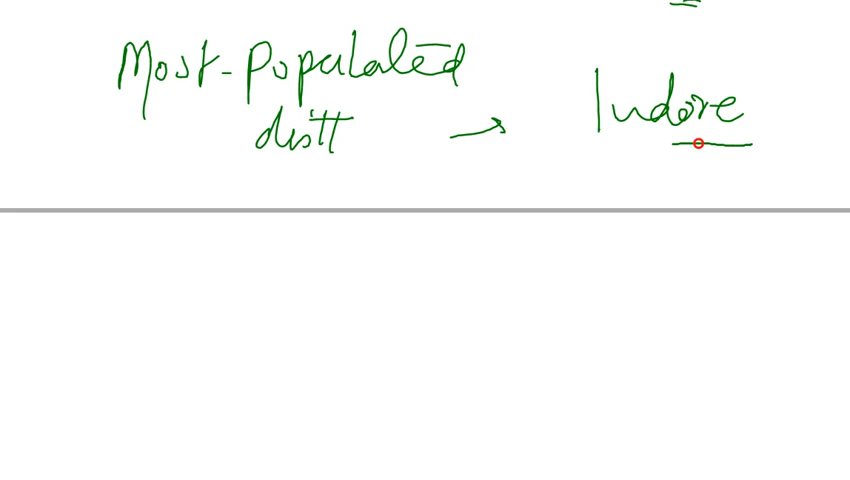 Most-Populated
distt → Indore